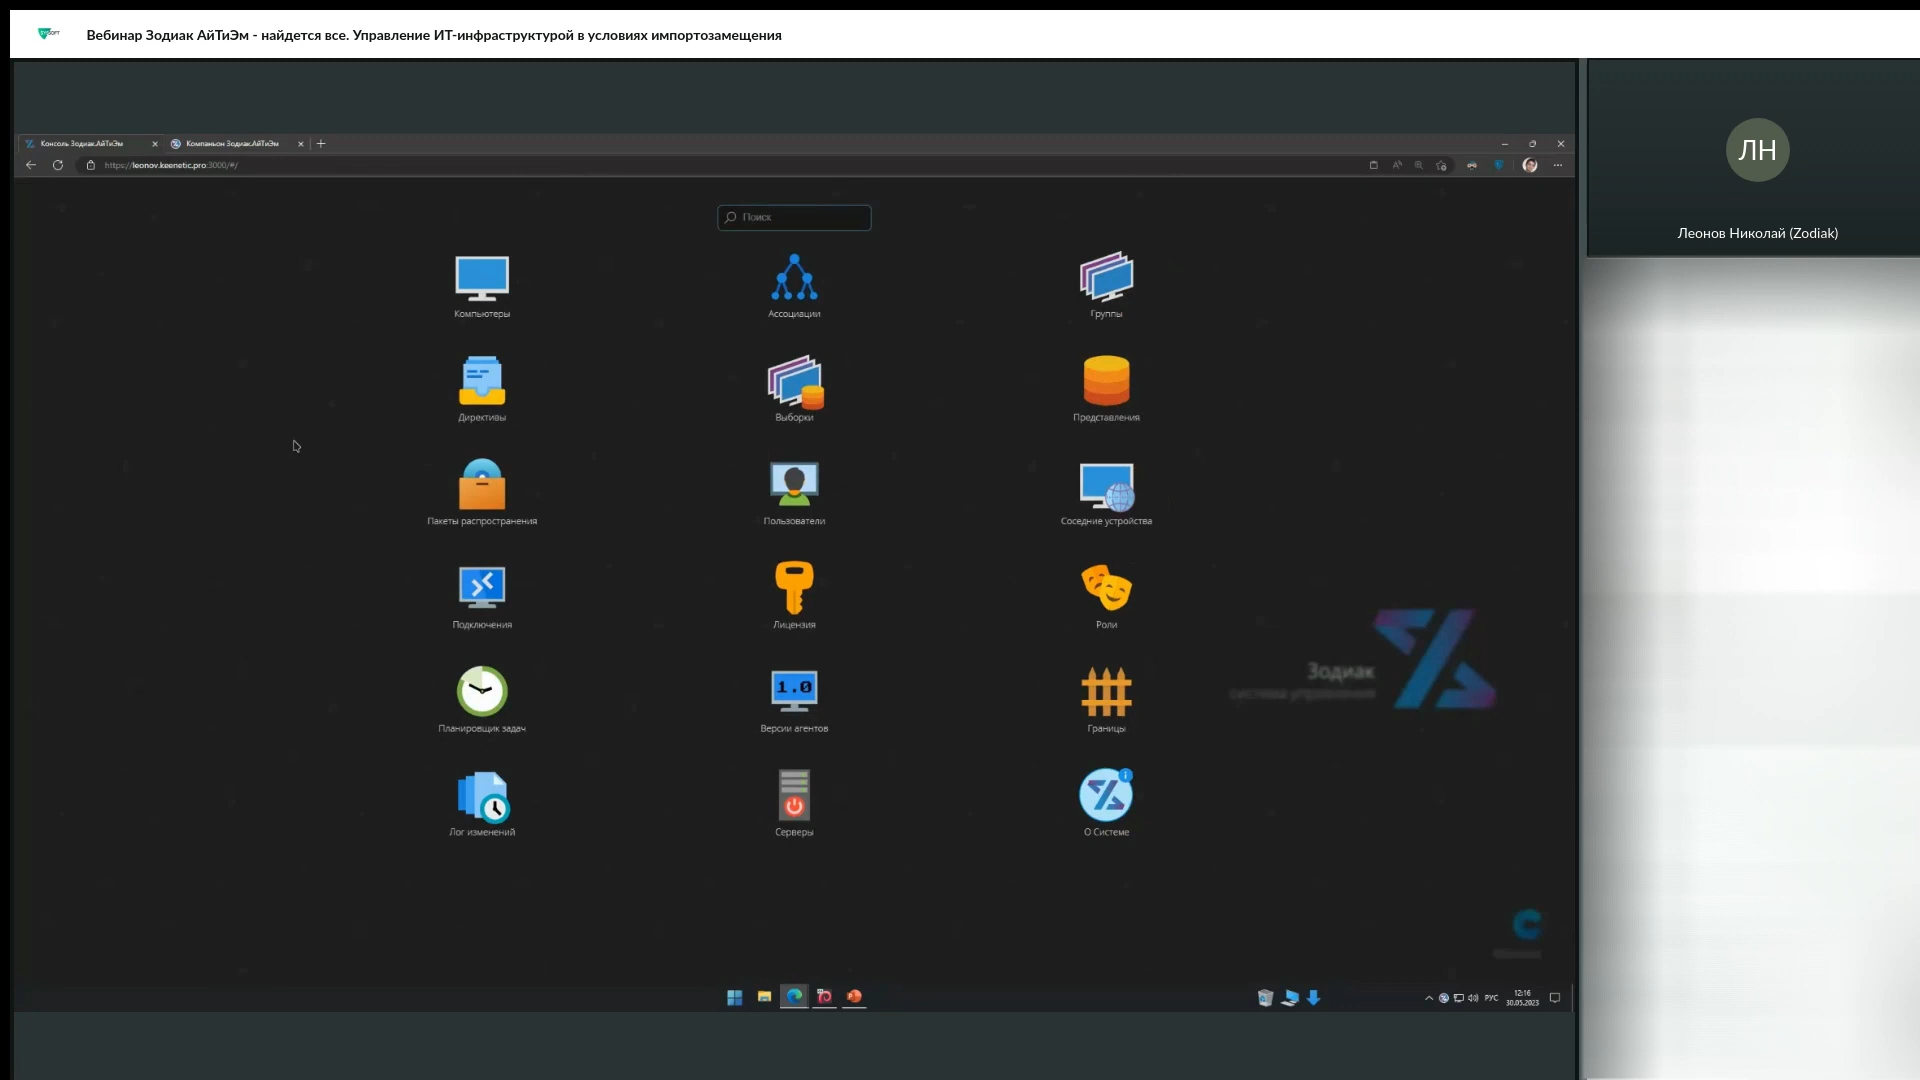 Вебинар Зодиак АйТиЭм - найдется все. Управление ИТ-инфраструктурой в условиях импортозамещения
Консоль Зодиак.АйТиЭм
Компаньон Зодиак.АйТиЭм
https://leonov.keenetic.pro:3000/#/
ЛН
Леонов Николай (Zodiak)
Поиск
Компьютеры
Ассоциации
Группы
Директивы
Выборки
Представления
Пакеты распространения
Пользователи
Соседние устройства
Подключения
Лицензия
Роли
Зодиак
система управления
1.0
Планировщик задач
Версии агентов
Границы
Лог изменений
Серверы
О Системе
РУС
12:16
30.05.2023